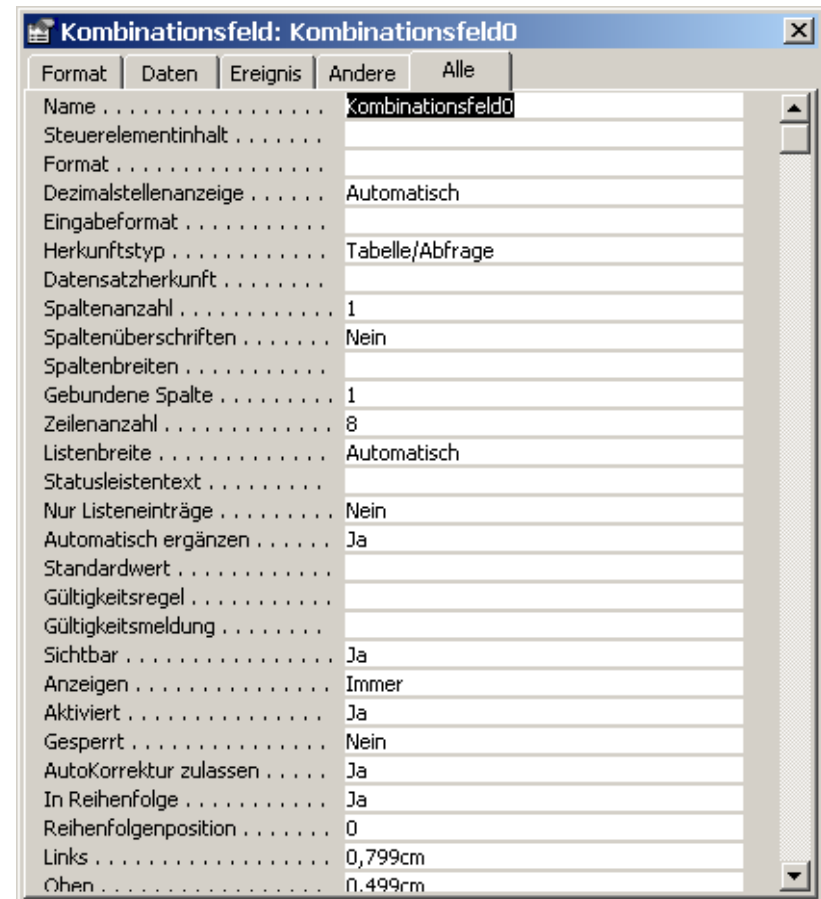 Kombinationsfeld: Kombinationsfeld0
Format Daten Ereignis Andere Alle
Name . . . . . . . . . . . . . . . . . Kombinationsfeld0
Steuerelementinhalt . . . . . . .
Format . . . . . . . . . . . . . . . .
Dezimalstellenanzeige . . . . . . Automatisch
Eingabeformat . . . . . . . . . . .
Herkunftstyp . . . . . . . . . . . . . Tabelle/Abfrage
Datensatzherkunft . . . . . . . .
Spaltenanzahl . . . . . . . . . . . . . 1
Spaltenüberschriften . . . . . . . Nein
Spaltenbreiten . . . . . . . . . . .
Gebundene Spalte . . . . . . . . . 1
Zeilenanzahl . . . . . . . . . . . . . 8
Listenbreite . . . . . . . . . . . . . Automatisch
Statusleistentext . . . . . . . . .
Nur Listeneinträge . . . . . . . . . Nein
Automatisch ergänzen . . . . . . Ja
Standardwert . . . . . . . . . . . .
Gültigkeitsregel . . . . . . . . . . .
Gültigkeitsmeldung . . . . . . . .
Sichtbar . . . . . . . . . . . . . . . . Ja
Anzeigen . . . . . . . . . . . . . . . Immer
Aktiviert . . . . . . . . . . . . . . . Ja
Gesperrt . . . . . . . . . . . . . . . Nein
AutoKorrektur zulassen . . . . . Ja
In Reihenfolge . . . . . . . . . . . Ja
Reihenfolgenposition . . . . . . . 0
Links . . . . . . . . . . . . . . . . . . 0,799cm
Oben . . . . . . . . . . . . . . . . . 0,499cm